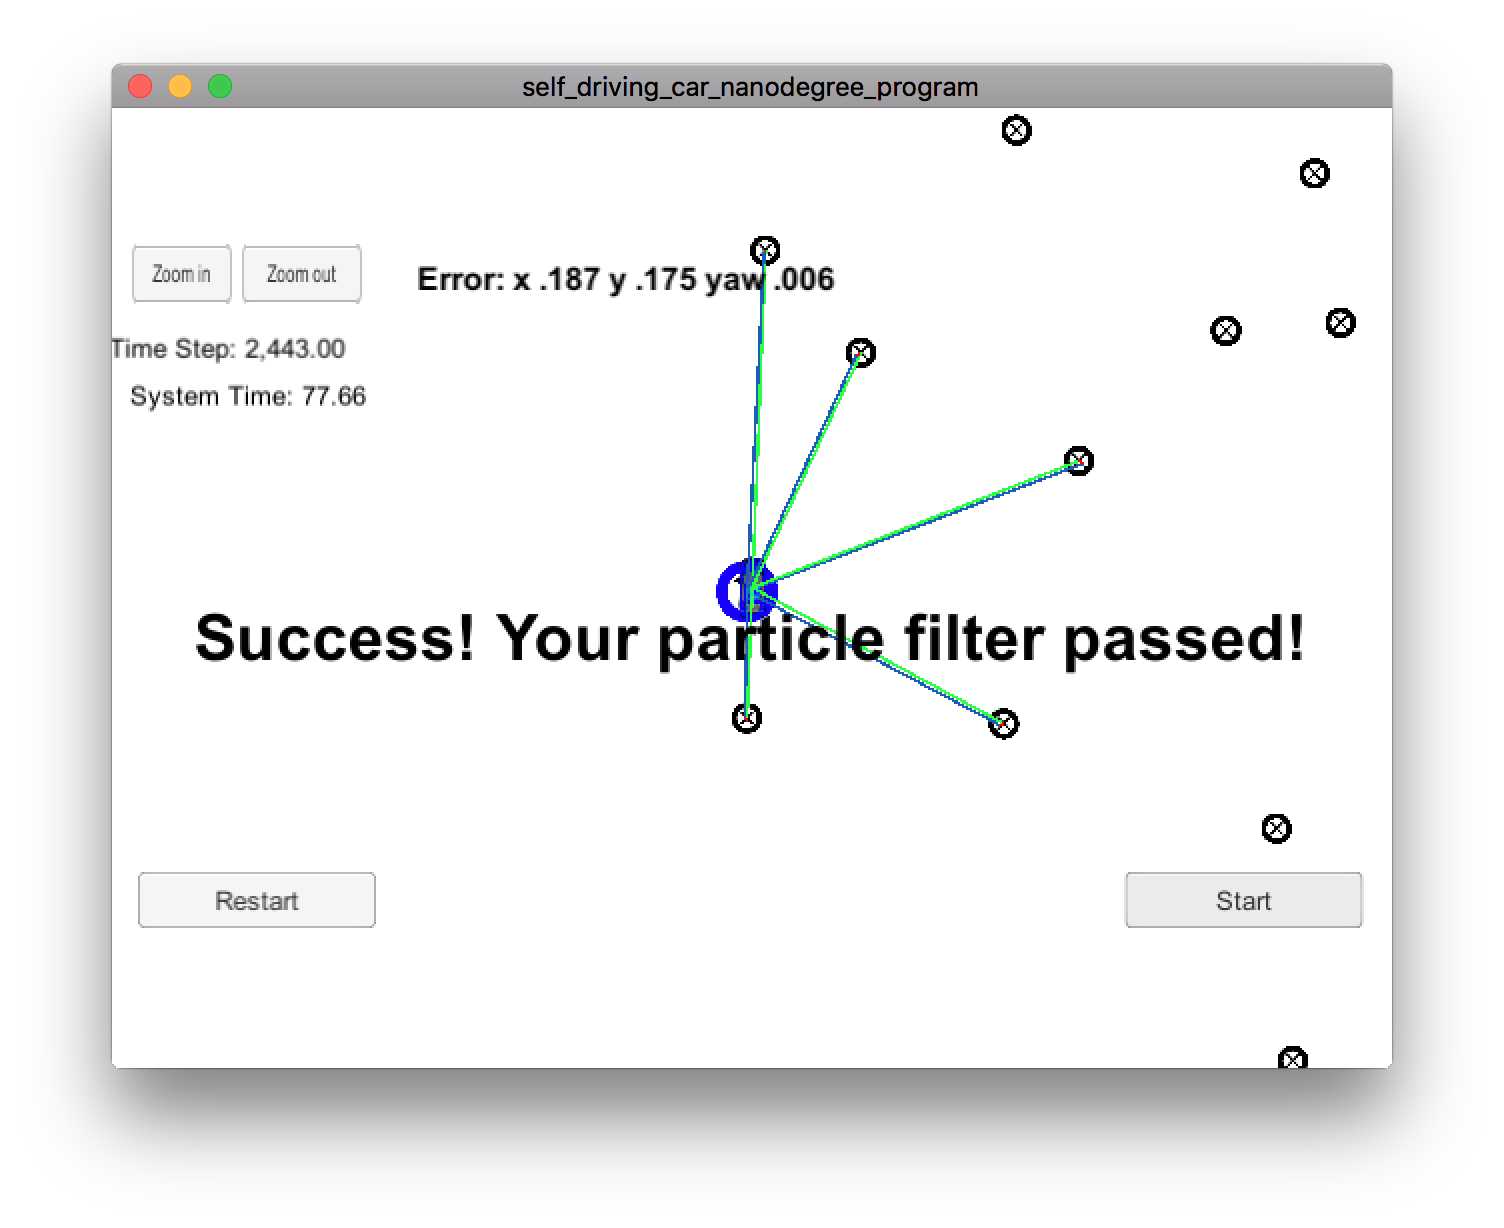 self_driving_car_nanodegree_program
Zoom in
Zoom out
Error: x .187 y .175 yaw .006
Time Step: 2,443.00
System Time: 77.66
Success! Your particle filter passed!
Restart
Start